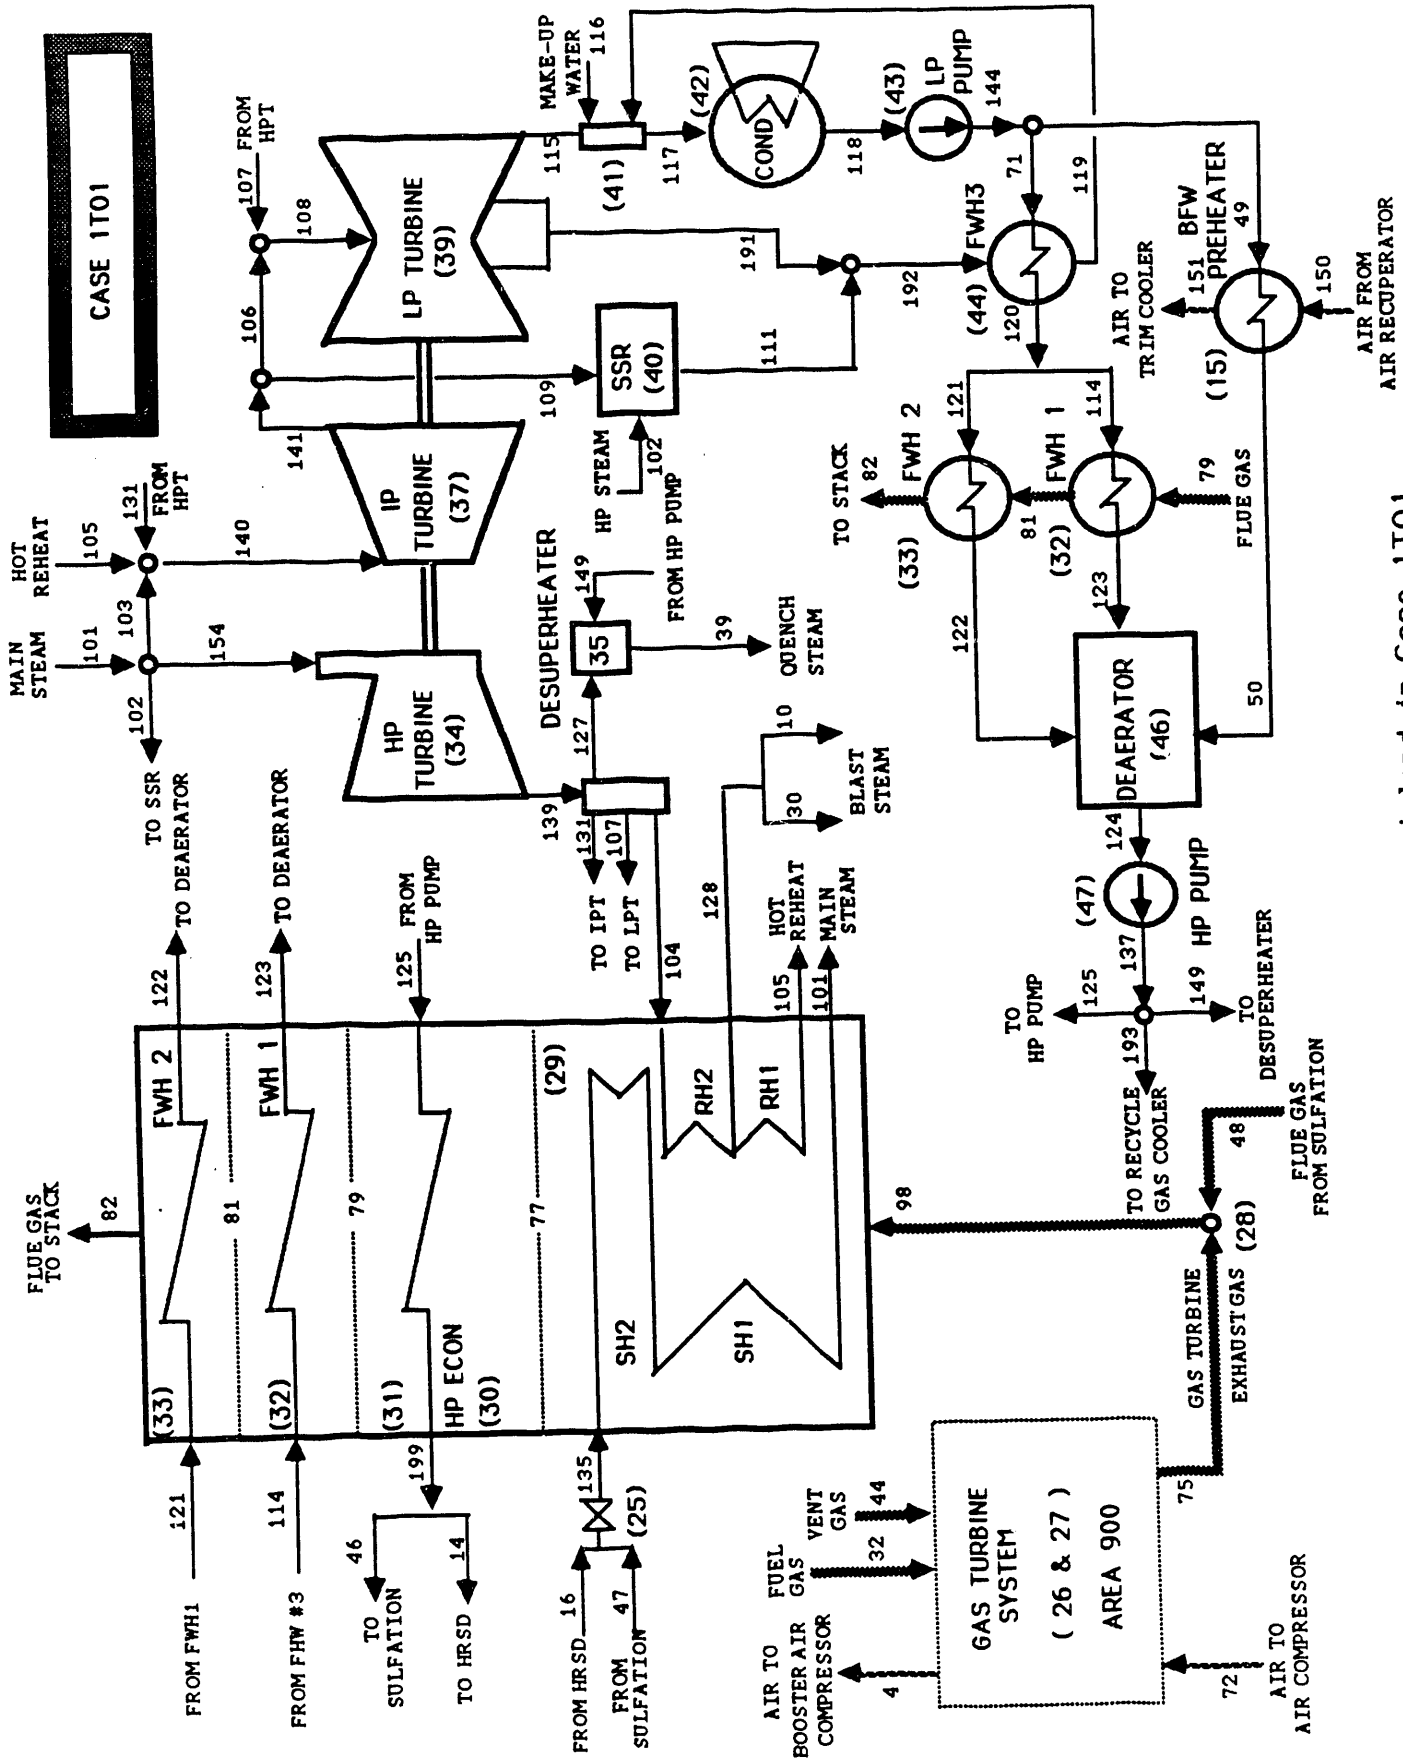 CASE 1T01
MAIN
STEAM
101
HOT
REHEAT
105
131
FROM
HPT
103
102
TO SSR
154
140
141
106
107 FROM
HPT
108
HP
TURBINE
(34)
IP
TURBINE
(37)
LP TURBINE
(39)
MAKE-UP
WATER
116
115
(41)
117
(42)
COND
118
(43)
LP
PUMP
144
71
119
191
192
FWH3
(44)
120
109
SSR
(40)
111
HP STEAM
102
DESUPERHEATER
149
FROM HP PUMP
35
39
QUENCH
STEAM
127
139
131
107
TO IPT
TO LPT
104
128
30
10
BLAST
STEAM
HOT
REHEAT
105
MAIN
STEAM
101
AIR TO
TRIM COOLER
151
BFW
PREHEATER
49
(15)
150
AIR FROM
AIR RECUPERATOR
121
114
TO STACK
82
FWH 2
(33)
81
FWH 1
(32)
79
FLUE GAS
122
123
50
DEAERATOR
(46)
124
(47)
HP PUMP
137
TO
HP PUMP
125
149
TO
DESUPERHEATER
193
TO RECYCLE
GAS COOLER
FLUE GAS
TO STACK
82
122
TO DEAERATOR
FWH 2
(33)
121
FROM FWH1
81
123
TO DEAERATOR
FWH 1
(32)
114
FROM FHW #3
79
125
FROM
HP PUMP
(31)
HP ECON
(30)
199
46
TO
SULFATION
14
TO HRSD
77
(29)
SH2
SH1
RH2
RH1
135
(25)
16
FROM HRSD
47
FROM
SULFATION
98
(28)
48
FLUE GAS
FROM SULFATION
GAS TURBINE
EXHAUST GAS
75
GAS TURBINE
SYSTEM
( 26 & 27 )
AREA 900
VENT
GAS
44
FUEL
GAS
32
AIR TO
BOOSTER AIR
COMPRESSOR
4
72
AIR TO
AIR COMPRESSOR